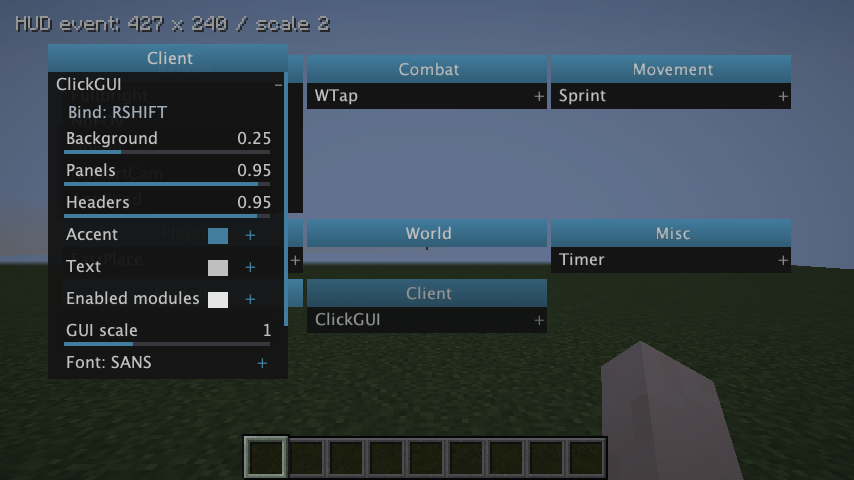 HUD event: 427 x 240 / scale 2
Client
ClickGUI −
Bind: RSHIFT
Background 0.25
Panels 0.95
Headers 0.95
Accent +
Text +
Enabled modules +
GUI scale 1
Font: SANS +
Combat
WTap +
Movement
Sprint +
World
+
Misc
Timer +
Client
ClickGUI +